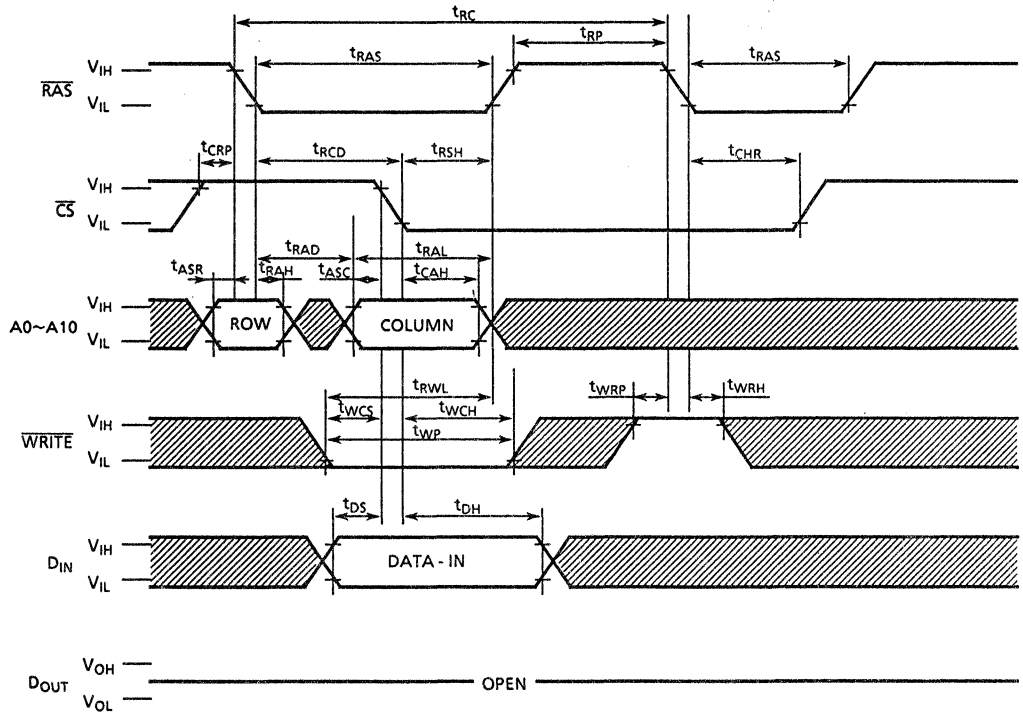 tRC
tRP
tRAS
tRAS
VIH
RAS
VIL
tCRP
tRCD
tRSH
tCHR
VIH
CS
VIL
tRAD
tRAL
tASR
tRAH
tASC
tCAH
VIH
A0~A10
ROW
COLUMN
VIL
tRWL
tWRP
tWRH
tWCS
tWCH
VIH
WRITE
tWP
VIL
tDS
tDH
VIH
DIN
DATA - IN
VIL
VOH
DOUT
OPEN
VOL